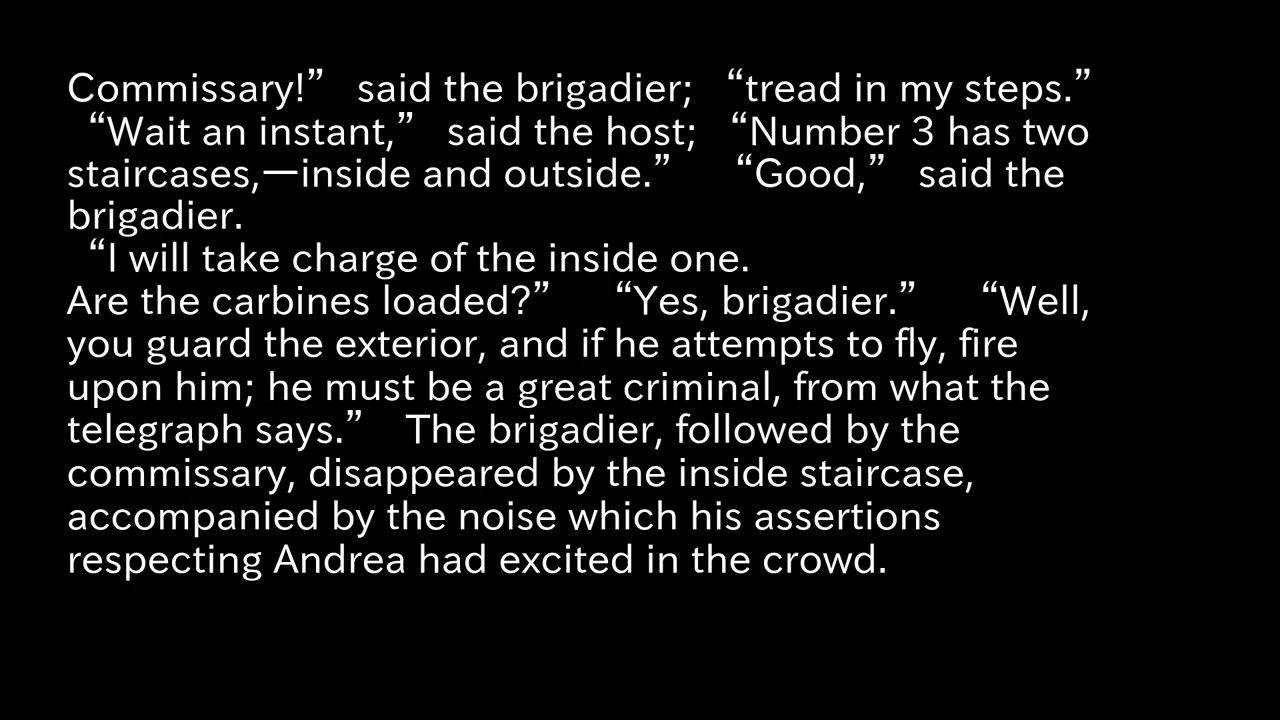 Commissary!” said the brigadier; “tread in my steps.”
“Wait an instant,” said the host; “Number 3 has two
staircases,—inside and outside.” “Good,” said the
brigadier.
“I will take charge of the inside one.
Are the carbines loaded?” “Yes, brigadier.” “Well,
you guard the exterior, and if he attempts to fly, fire
upon him; he must be a great criminal, from what the
telegraph says.” The brigadier, followed by the
commissary, disappeared by the inside staircase,
accompanied by the noise which his assertions
respecting Andrea had excited in the crowd.